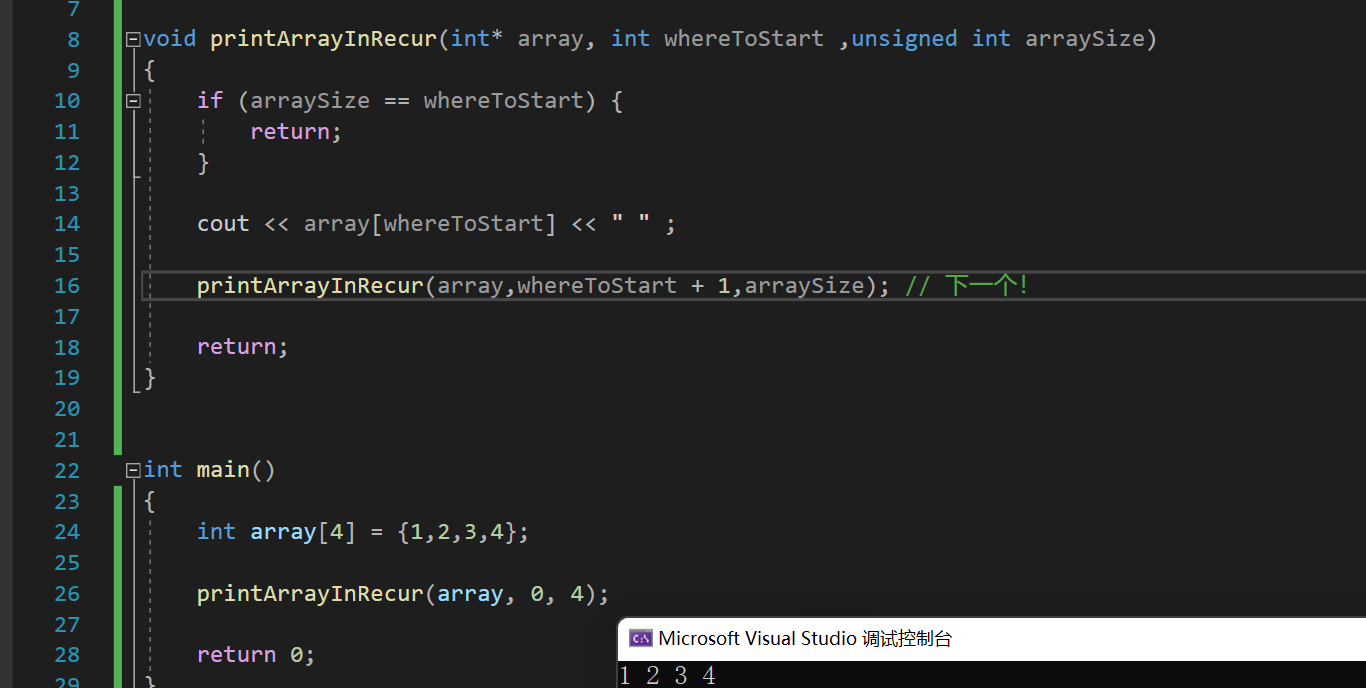 7
8 void printArrayInRecur(int* array, int whereToStart ,unsigned int arraySize)
9 {
10 if (arraySize == whereToStart) {
11 return;
12 }
13
14 cout << array[whereToStart] << " " ;
15
16 printArrayInRecur(array,whereToStart + 1,arraySize); // 下一个!
17
18 return;
19 }
20
21
22 int main()
23 {
24 int array[4] = {1,2,3,4};
25
26 printArrayInRecur(array, 0, 4);
27
28 return 0;
29 }
Microsoft Visual Studio 调试控制台
1 2 3 4